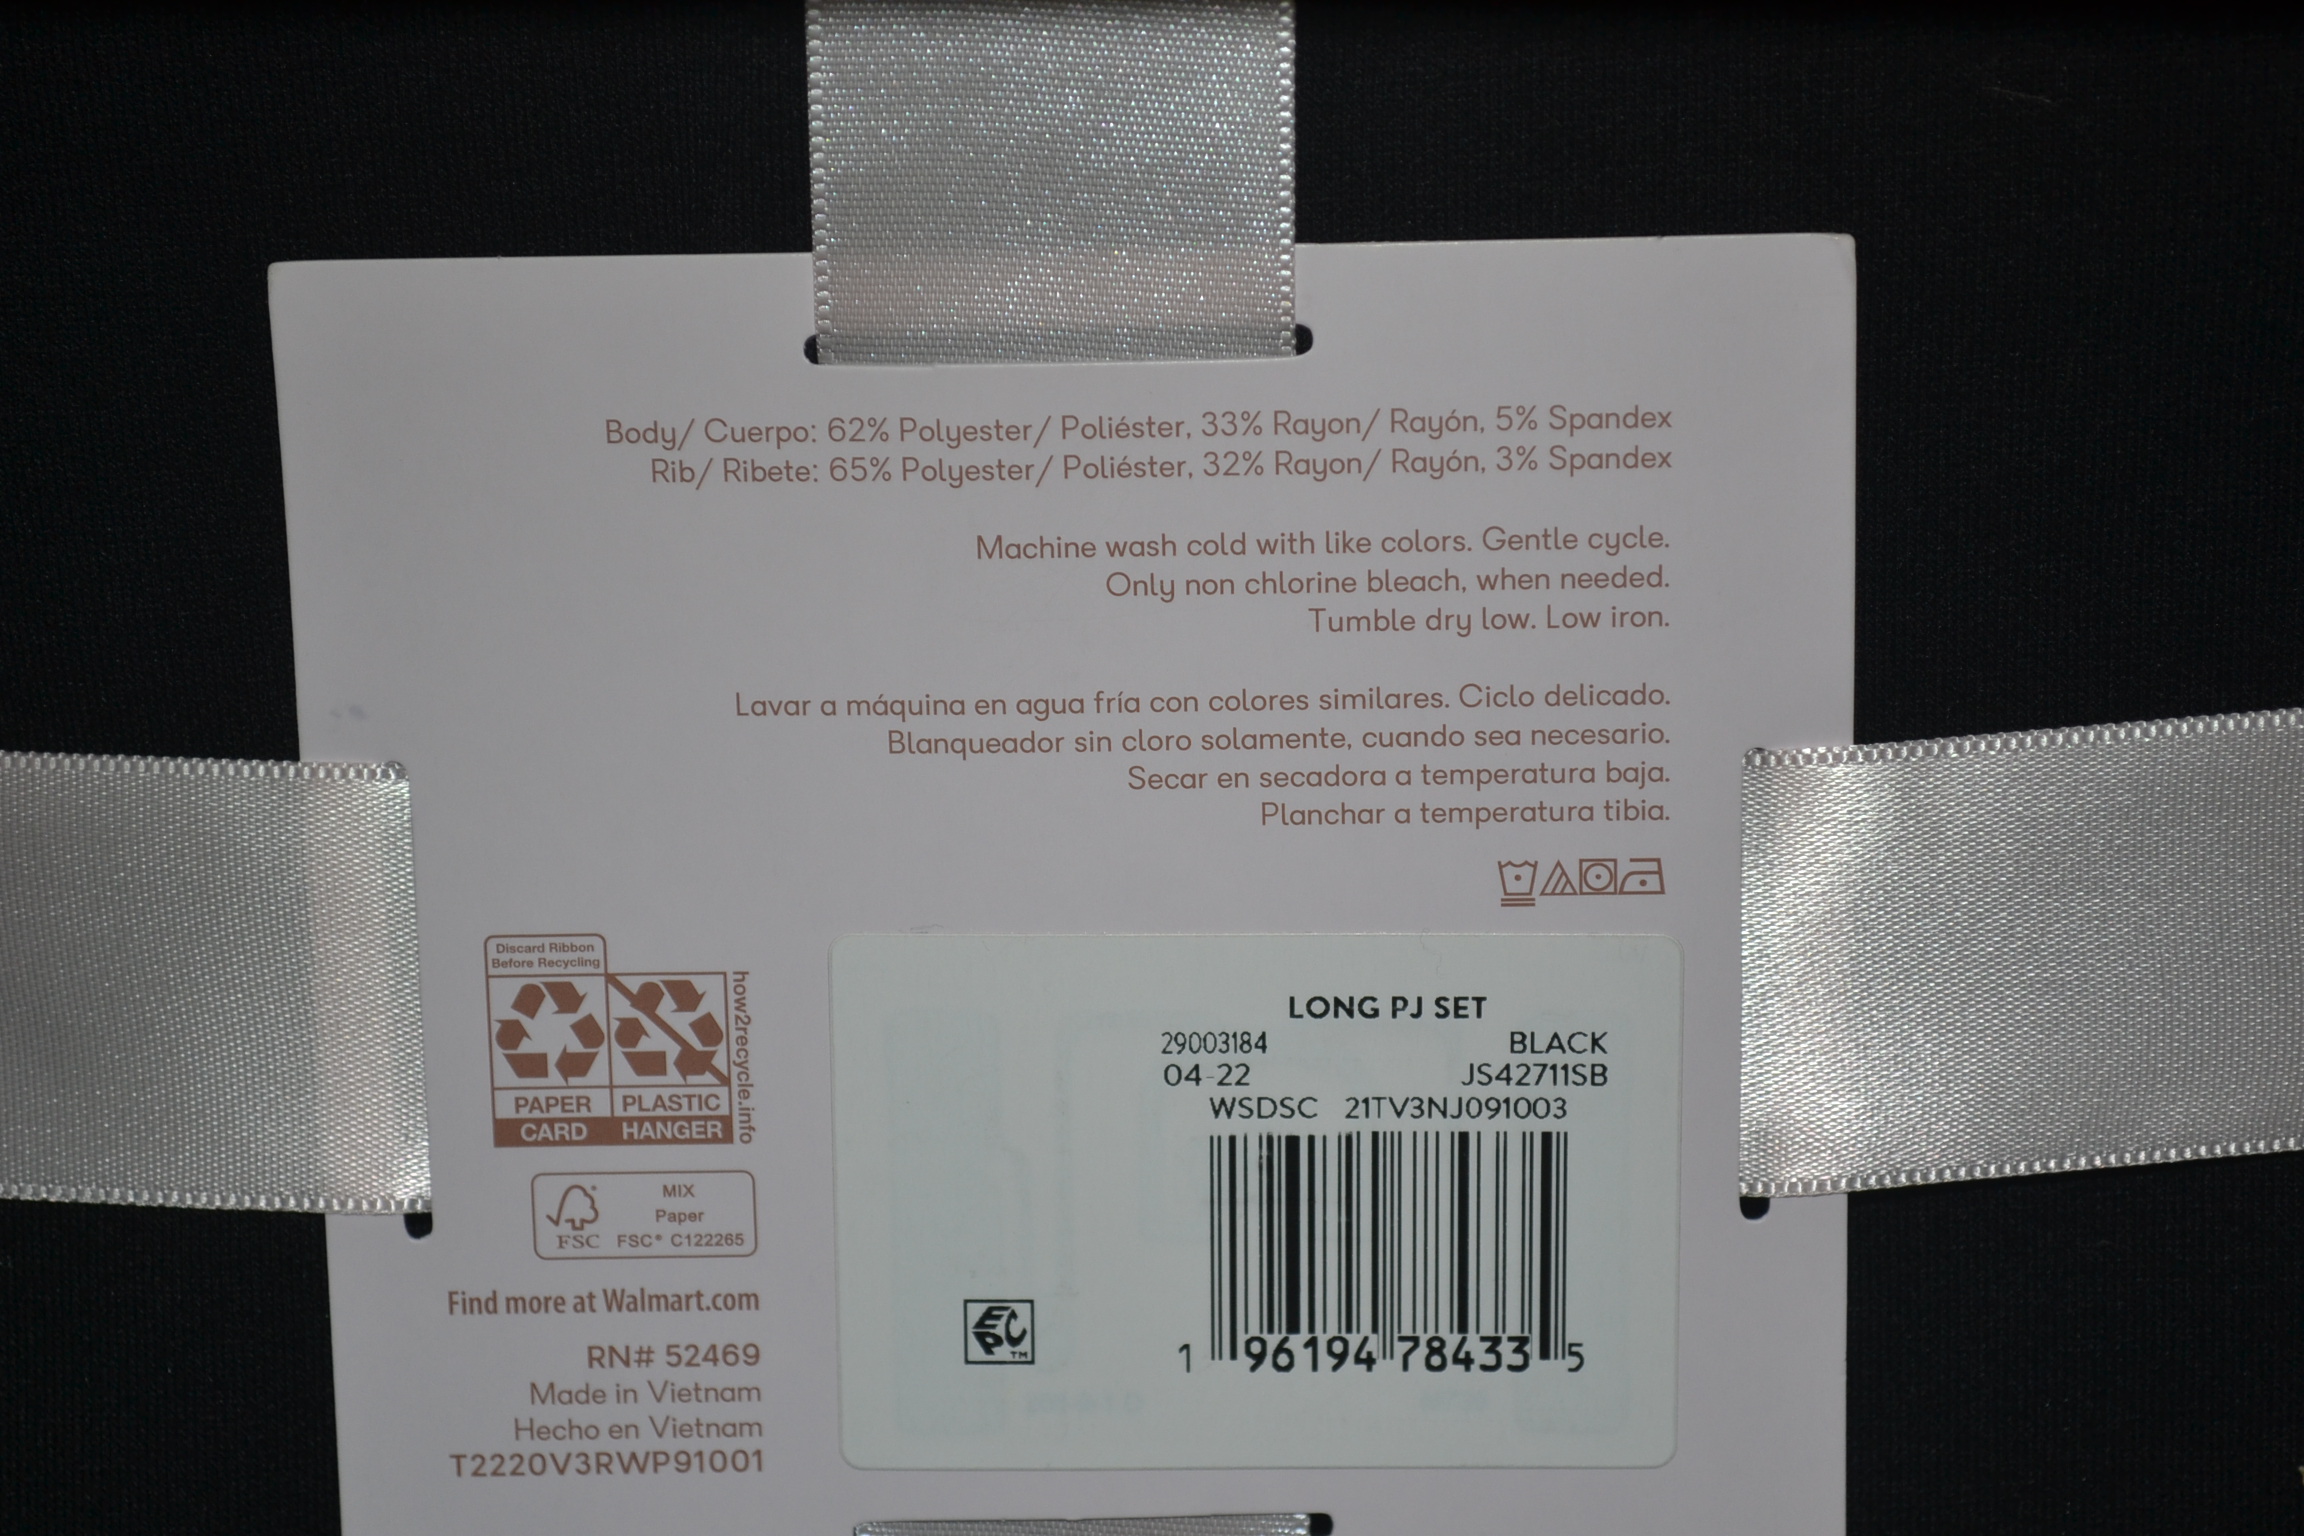 Body/ Cuerpo: 62% Polyester/ Poliéster, 33% Rayon/ Rayón, 5% Spandex
Rib/ Ribete: 65% Polyester/ Poliéster, 32% Rayon/ Rayón, 3% Spandex
Machine wash cold with like colors. Gentle cycle.
Only non chlorine bleach, when needed.
Tumble dry low. Low iron.
Lavar a máquina en agua fría con colores similares. Ciclo delicado.
Blanqueador sin cloro solamente, cuando sea necesario.
Secar en secadora a temperatura baja.
Planchar a temperatura tibia.
Discard Ribbon
Before Recycling
PAPER
CARD
PLASTIC
HANGER
how2recycle.info
MIX
Paper
FSC FSC® C122265
Find more at Walmart.com
RN# 52469
Made in Vietnam
Hecho en Vietnam
T2220V3RWP91001
LONG PJ SET
29003184 BLACK
04-22 JS42711SB
WSDSC 21TV3NJ091003
EPC™
1 96194 78433 5